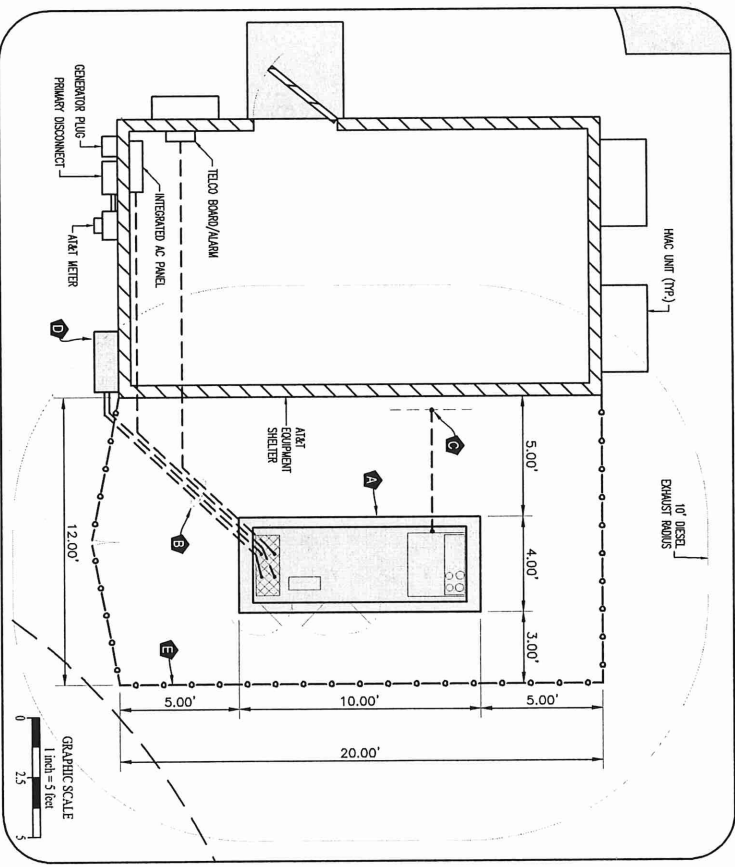 HVAC UNIT (TYP.)
10' DIESEL
EXHAUST RADIUS
GENERATOR PLUG
PRIMARY DISCONNECT
TELCO BOARD/ALARM
INTEGRATED AC PANEL
AT&T METER
D
AT&T
EQUIPMENT
SHELTER
C
A
B
E
5.00'
4.00'
3.00'
12.00'
5.00'
10.00'
5.00'
20.00'
GRAPHIC SCALE
1 inch = 5 feet
0 2.5 5